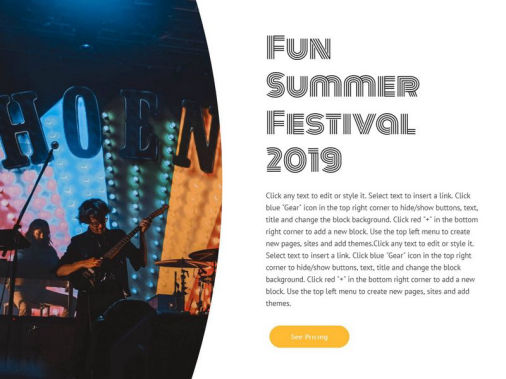 HOEN
Fun
Summer
Festival
2019
Click any text to edit or style it. Select text to insert a link. Click
blue "Gear" icon in the top right corner to hide/show buttons, text,
title and change the block background. Click red "+" in the bottom
right corner to add a new block. Use the top left menu to create
new pages, sites and add themes.Click any text to edit or style it.
Select text to insert a link. Click blue "Gear" icon in the top right
corner to hide/show buttons, text, title and change the block
background. Click red "+" in the bottom right corner to add a new
block. Use the top left menu to create new pages, sites and add
themes.
See Pricing